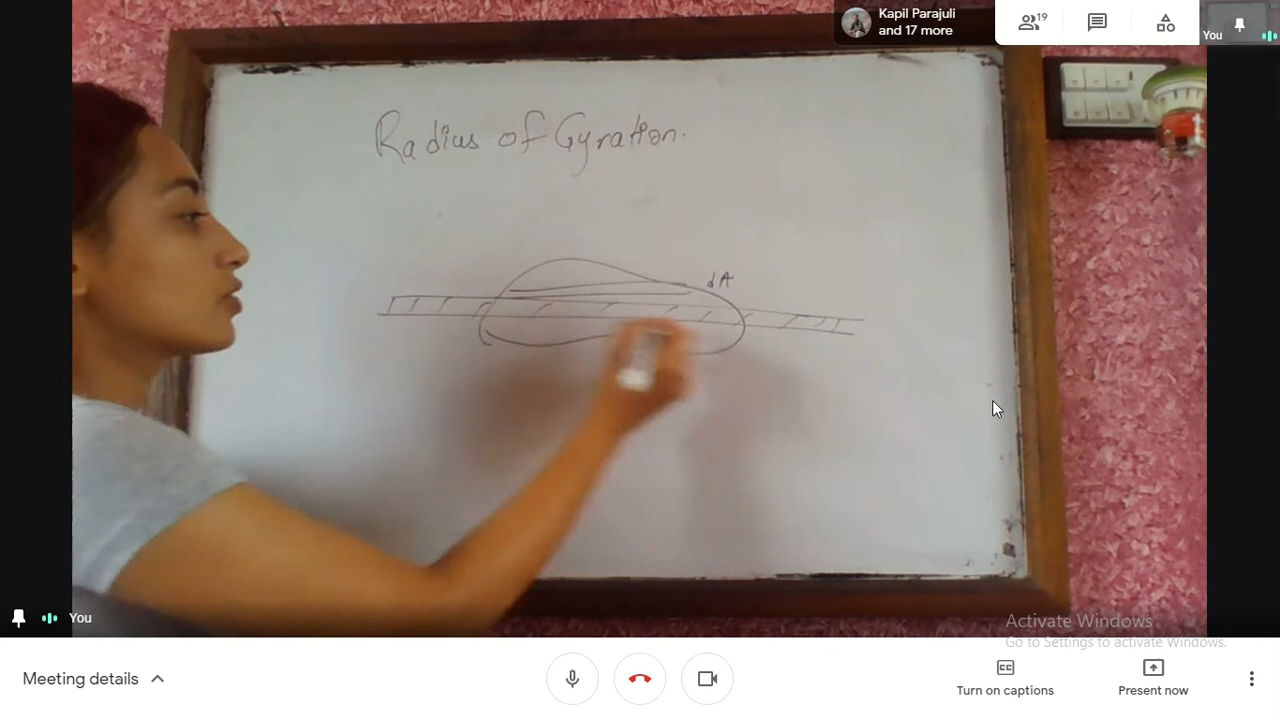 Kapil Parajuli
and 17 more
19
You
Radius of Gyration.
dA
You
Activate Windows
Go to Settings to activate Windows.
Meeting details
Turn on captions
Present now